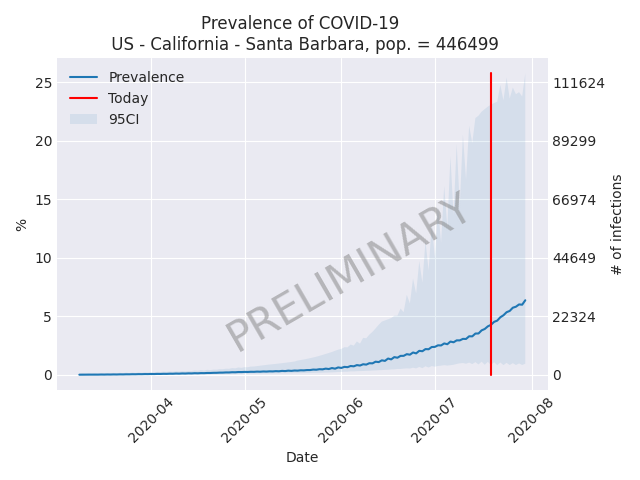 Prevalence of COVID-19
US - California - Santa Barbara, pop. = 446499
Prevalence
Today
95CI
PRELIMINARY
%
25
20
15
10
5
0
111624
89299
66974
44649
22324
0
# of infections
2020-04
2020-05
2020-06
2020-07
2020-08
Date